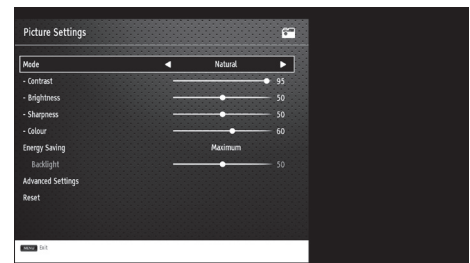 Picture Settings
Mode ◀ Natural ▶
- Contrast 95
- Brightness 50
- Sharpness 50
- Colour 60
Energy Saving Maximum
Backlight 50
Advanced Settings
Reset
MENU Exit